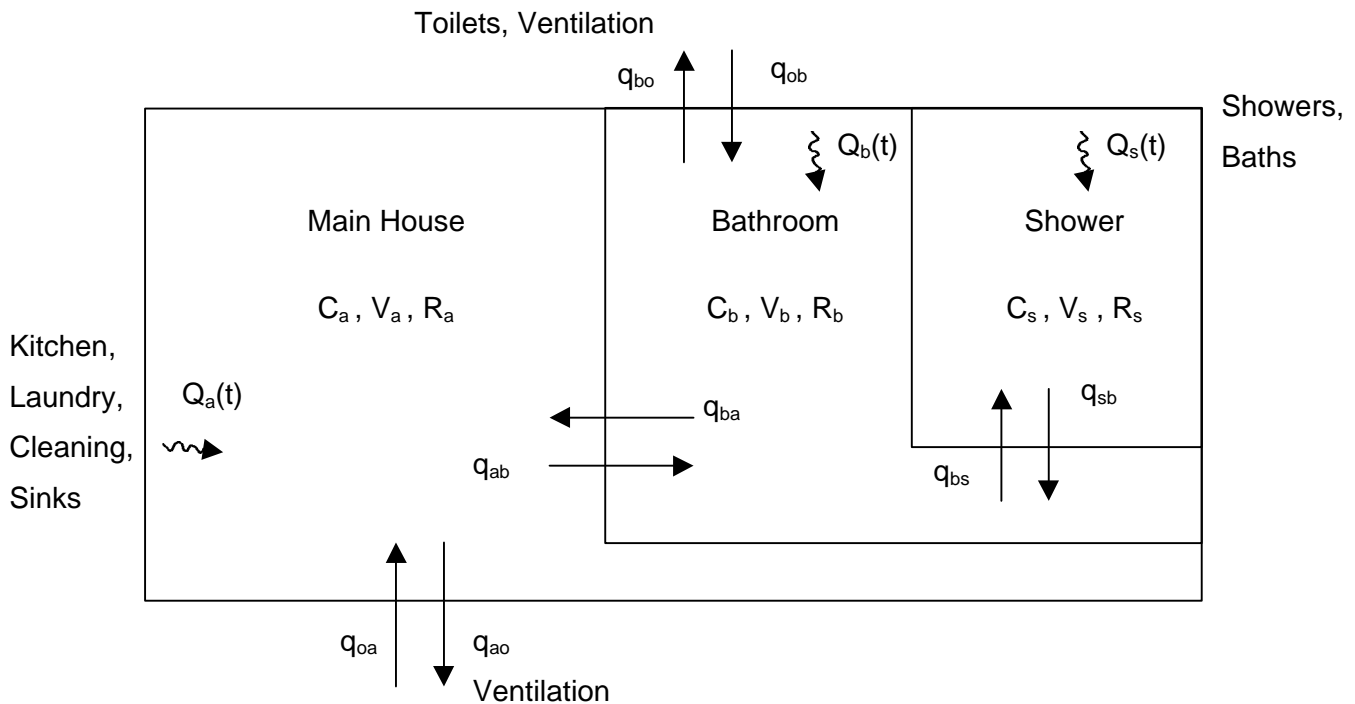 Toilets, Ventilation
qbo
qob
Showers,
Baths
Qb(t)
Qs(t)
Main House
Bathroom
Shower
Ca , Va , Ra
Cb , Vb , Rb
Cs , Vs , Rs
Kitchen,
Laundry,
Cleaning,
Sinks
Qa(t)
qba
qab
qsb
qbs
qoa
qao
Ventilation